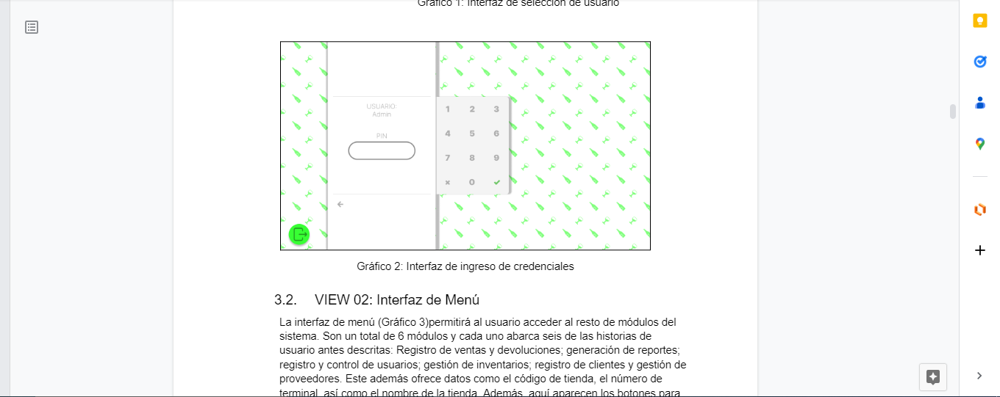 Gráfico 1: Interfaz de selección de usuario
USUARIO:
Admin
PIN
1 2 3
4 5 6
7 8 9
× 0 ✓
Gráfico 2: Interfaz de ingreso de credenciales
3.2. VIEW 02: Interfaz de Menú
La interfaz de menú (Gráfico 3)permitirá al usuario acceder al resto de módulos del
sistema. Son un total de 6 módulos y cada uno abarca seis de las historias de
usuario antes descritas: Registro de ventas y devoluciones; generación de reportes;
registro y control de usuarios; gestión de inventarios; registro de clientes y gestión de
proveedores. Este además ofrece datos como el código de tienda, el número de
terminal, así como el nombre de la tienda. Además, aquí aparecen los botones para